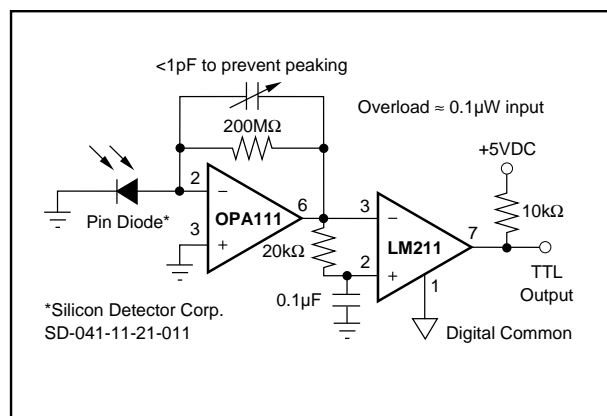 <1pF to prevent peaking
Overload ≈ 0.1µW input
200MΩ
+5VDC
2
–
OPA111
6
3
+
Pin Diode*
10kΩ
3
–
LM211
7
20kΩ
2
+
1
0.1µF
TTL
Output
*Silicon Detector Corp.
SD-041-11-21-011
Digital Common